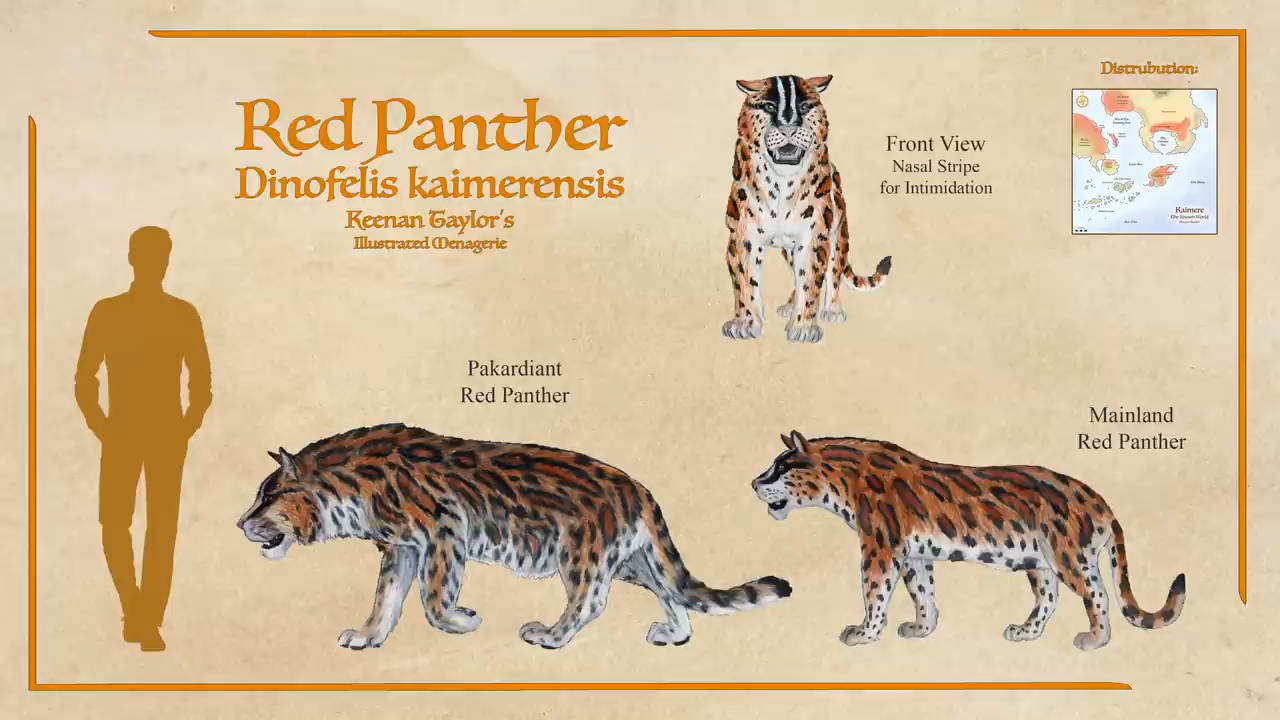 Red Panther
Dinofelis kaimerensis
Keenan Taylor's
Illustrated Menagerie
Distrubution:
Kaimere
Front View
Nasal Stripe
for Intimidation
Pakardiant
Red Panther
Mainland
Red Panther